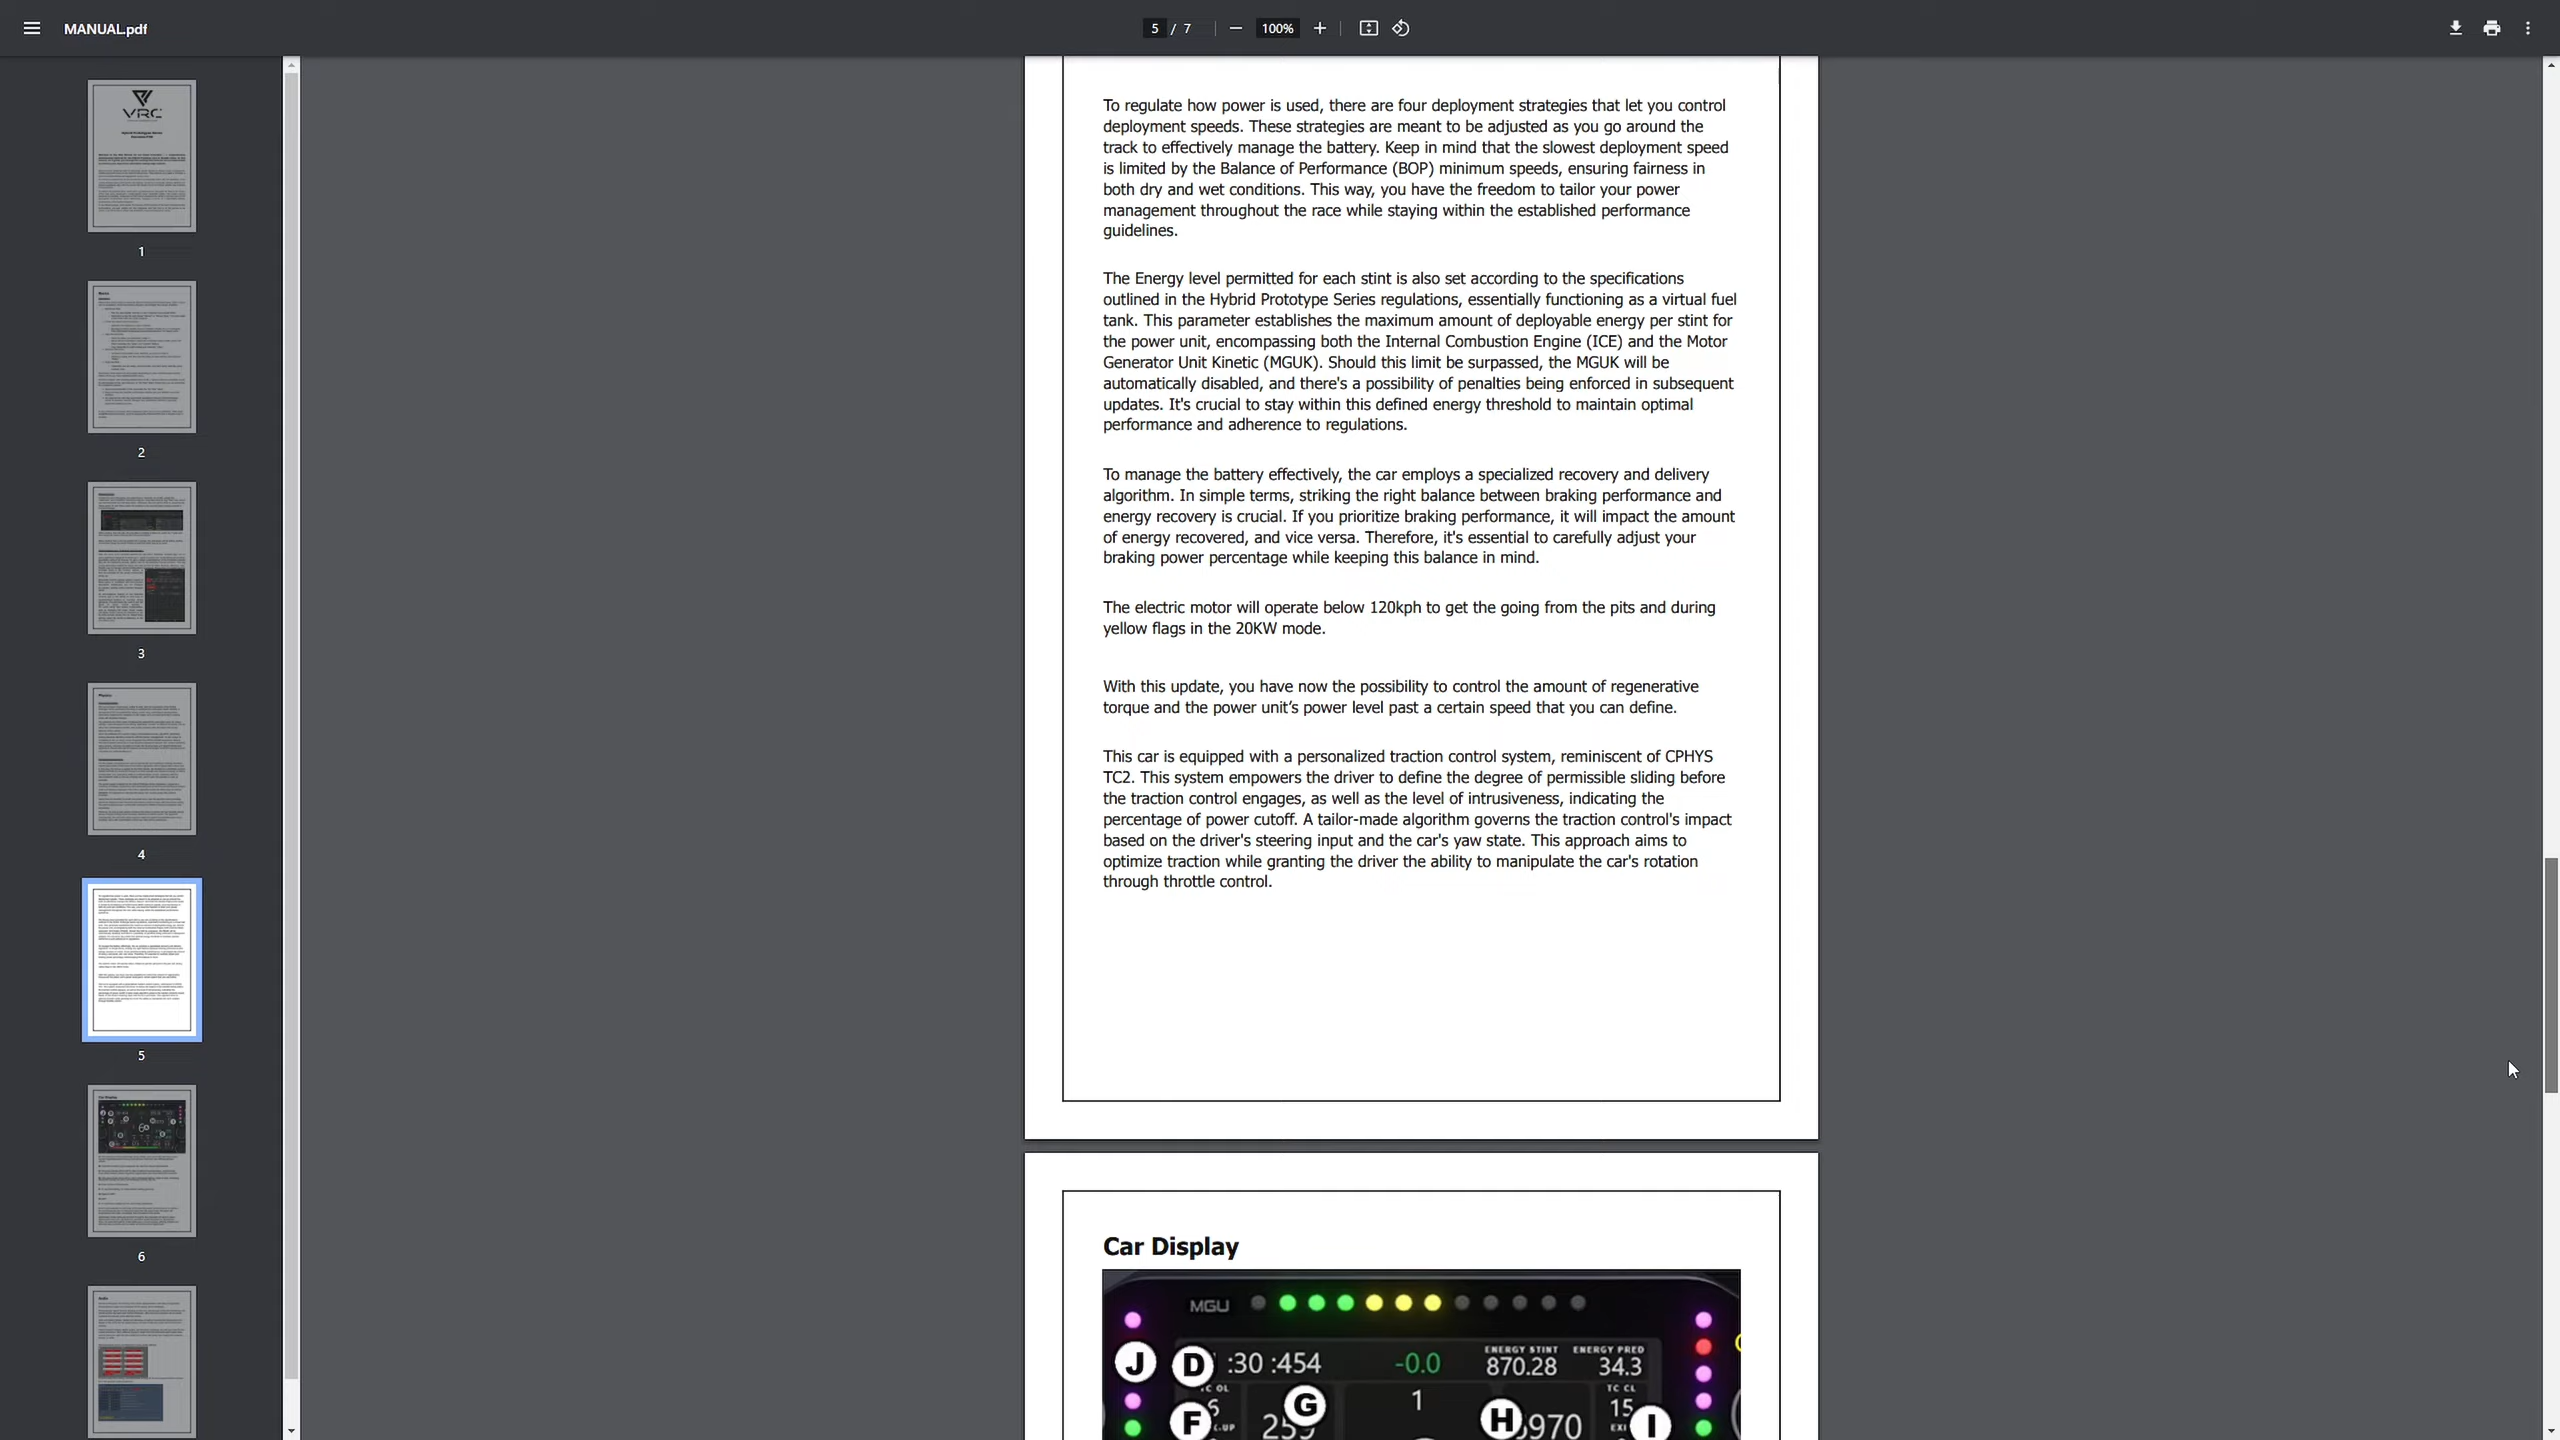 MANUAL.pdf
5 / 7
100%
1
2
3
4
5
6
To regulate how power is used, there are four deployment strategies that let you control
deployment speeds. These strategies are meant to be adjusted as you go around the
track to effectively manage the battery. Keep in mind that the slowest deployment speed
is limited by the Balance of Performance (BOP) minimum speeds, ensuring fairness in
both dry and wet conditions. This way, you have the freedom to tailor your power
management throughout the race while staying within the established performance
guidelines.
The Energy level permitted for each stint is also set according to the specifications
outlined in the Hybrid Prototype Series regulations, essentially functioning as a virtual fuel
tank. This parameter establishes the maximum amount of deployable energy per stint for
the power unit, encompassing both the Internal Combustion Engine (ICE) and the Motor
Generator Unit Kinetic (MGUK). Should this limit be surpassed, the MGUK will be
automatically disabled, and there's a possibility of penalties being enforced in subsequent
updates. It's crucial to stay within this defined energy threshold to maintain optimal
performance and adherence to regulations.
To manage the battery effectively, the car employs a specialized recovery and delivery
algorithm. In simple terms, striking the right balance between braking performance and
energy recovery is crucial. If you prioritize braking performance, it will impact the amount
of energy recovered, and vice versa. Therefore, it's essential to carefully adjust your
braking power percentage while keeping this balance in mind.
The electric motor will operate below 120kph to get the going from the pits and during
yellow flags in the 20KW mode.
With this update, you have now the possibility to control the amount of regenerative
torque and the power unit's power level past a certain speed that you can define.
This car is equipped with a personalized traction control system, reminiscent of CPHYS
TC2. This system empowers the driver to define the degree of permissible sliding before
the traction control engages, as well as the level of intrusiveness, indicating the
percentage of power cutoff. A tailor-made algorithm governs the traction control's impact
based on the driver's steering input and the car's yaw state. This approach aims to
optimize traction while granting the driver the ability to manipulate the car's rotation
through throttle control.
Car Display
MGU
ENERGY STINT ENERGY PRED
J D :30 :454 -0.0 870.28 34.3
TC CL
G 1 15
F H 970 I